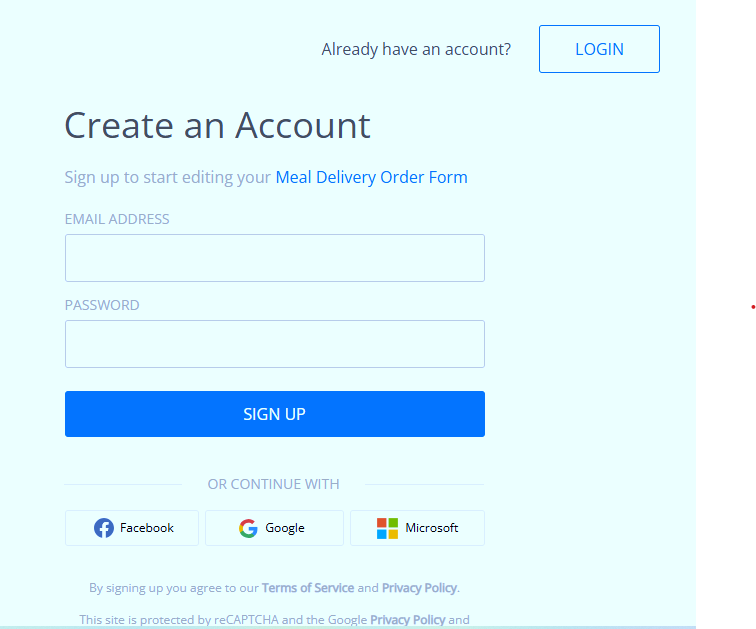 Already have an account? LOGIN
Create an Account
Sign up to start editing your Meal Delivery Order Form
EMAIL ADDRESS
PASSWORD
SIGN UP
OR CONTINUE WITH
Facebook Google Microsoft
By signing up you agree to our Terms of Service and Privacy Policy.
This site is protected by reCAPTCHA and the Google Privacy Policy and